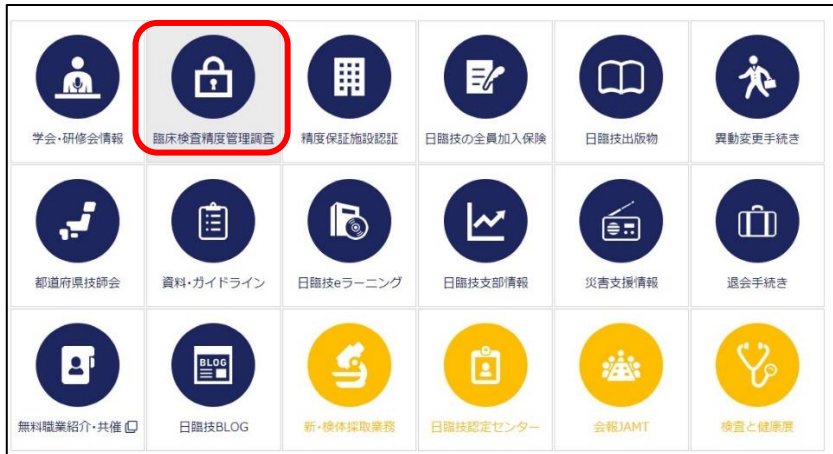 学会・研修会情報
臨床検査精度管理調査
精度保証施設認証
日臨技の全員加入保険
日臨技出版物
異動変更手続き
都道府県技師会
資料・ガイドライン
日臨技eラーニング
日臨技支部情報
災害支援情報
退会手続き
無料職業紹介・共催
BLOG
日臨技BLOG
新・検体採取業務
日臨技認定センター
会報JAMT
検査と健康展